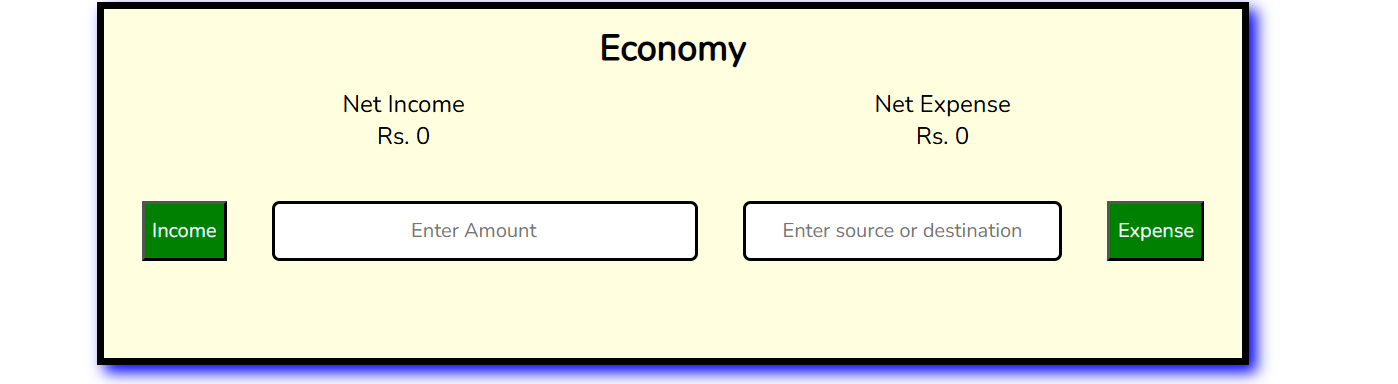 Economy
Net Income
Net Expense
Rs. 0
Rs. 0
Income
Enter Amount
Enter source or destination
Expense